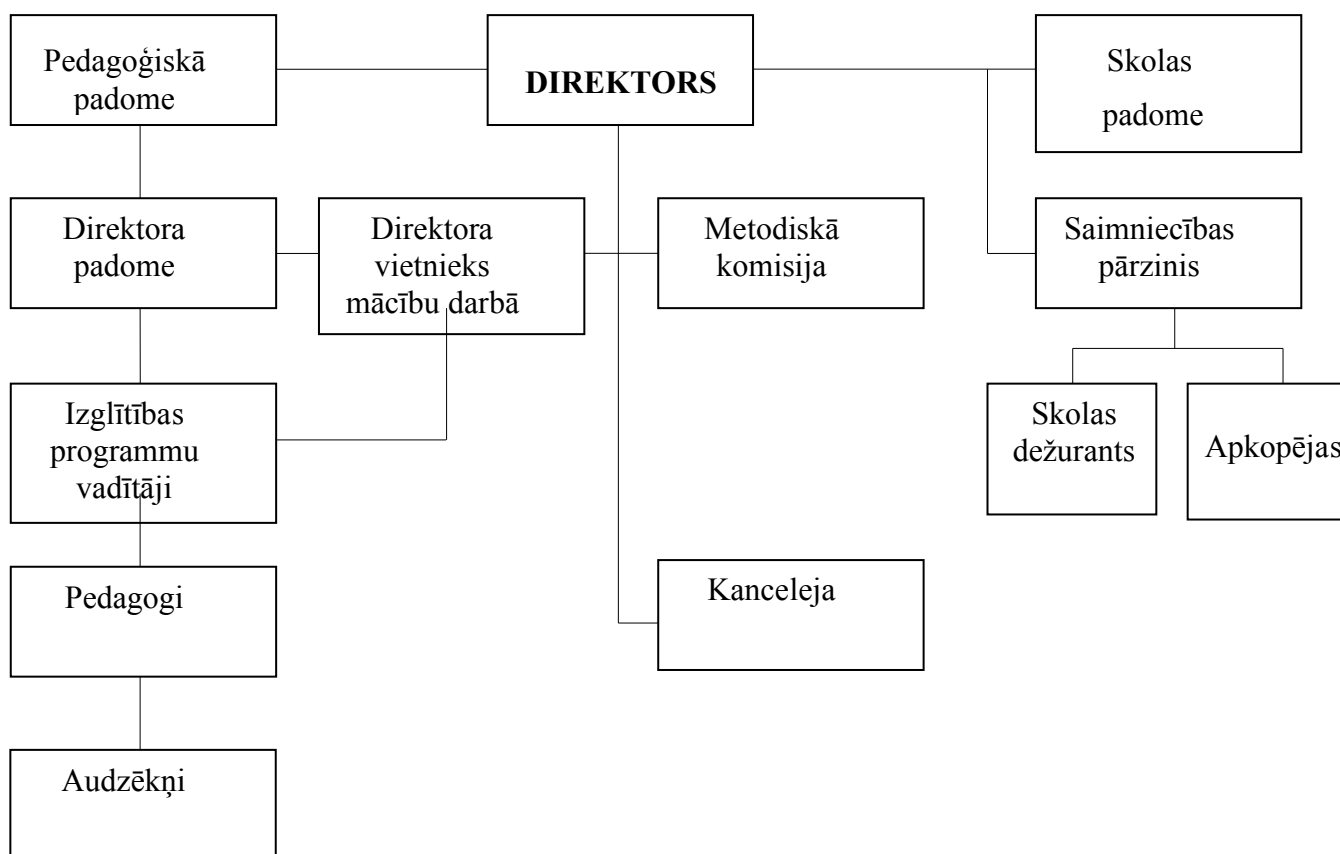 Pedagoģiskā
padome
DIREKTORS
Skolas
padome
Direktora
padome
Direktora
vietnieks
mācību darbā
Metodiskā
komisija
Saimniecības
pārzinis
Izglītības
programmu
vadītāji
Skolas
dežurants
Apkopējas
Pedagogi
Kanceleja
Audzēkņi